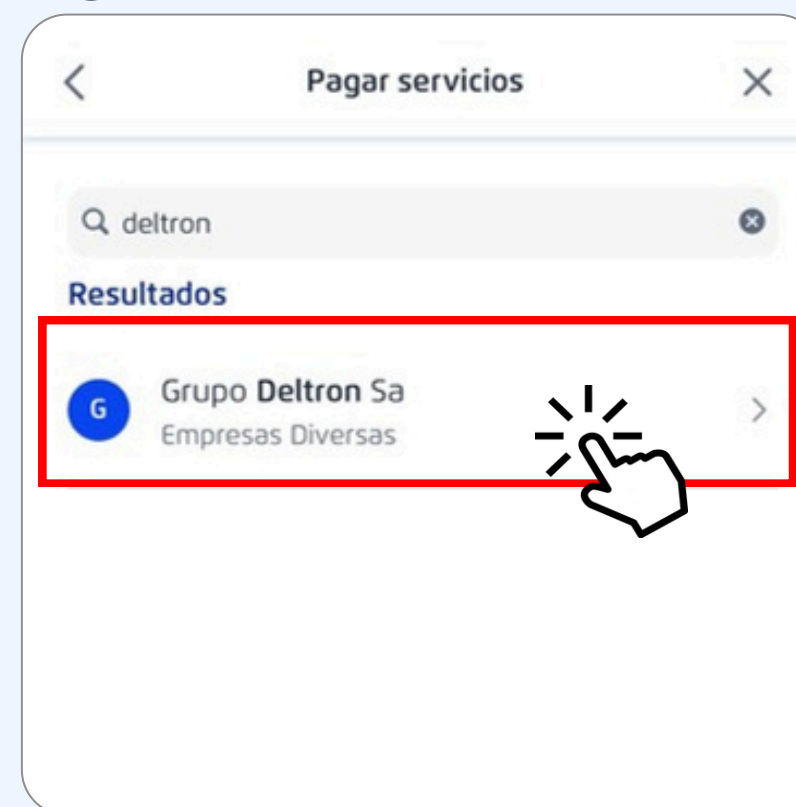 Pagar servicios
deltron
Resultados
G
Grupo Deltron Sa
Empresas Diversas